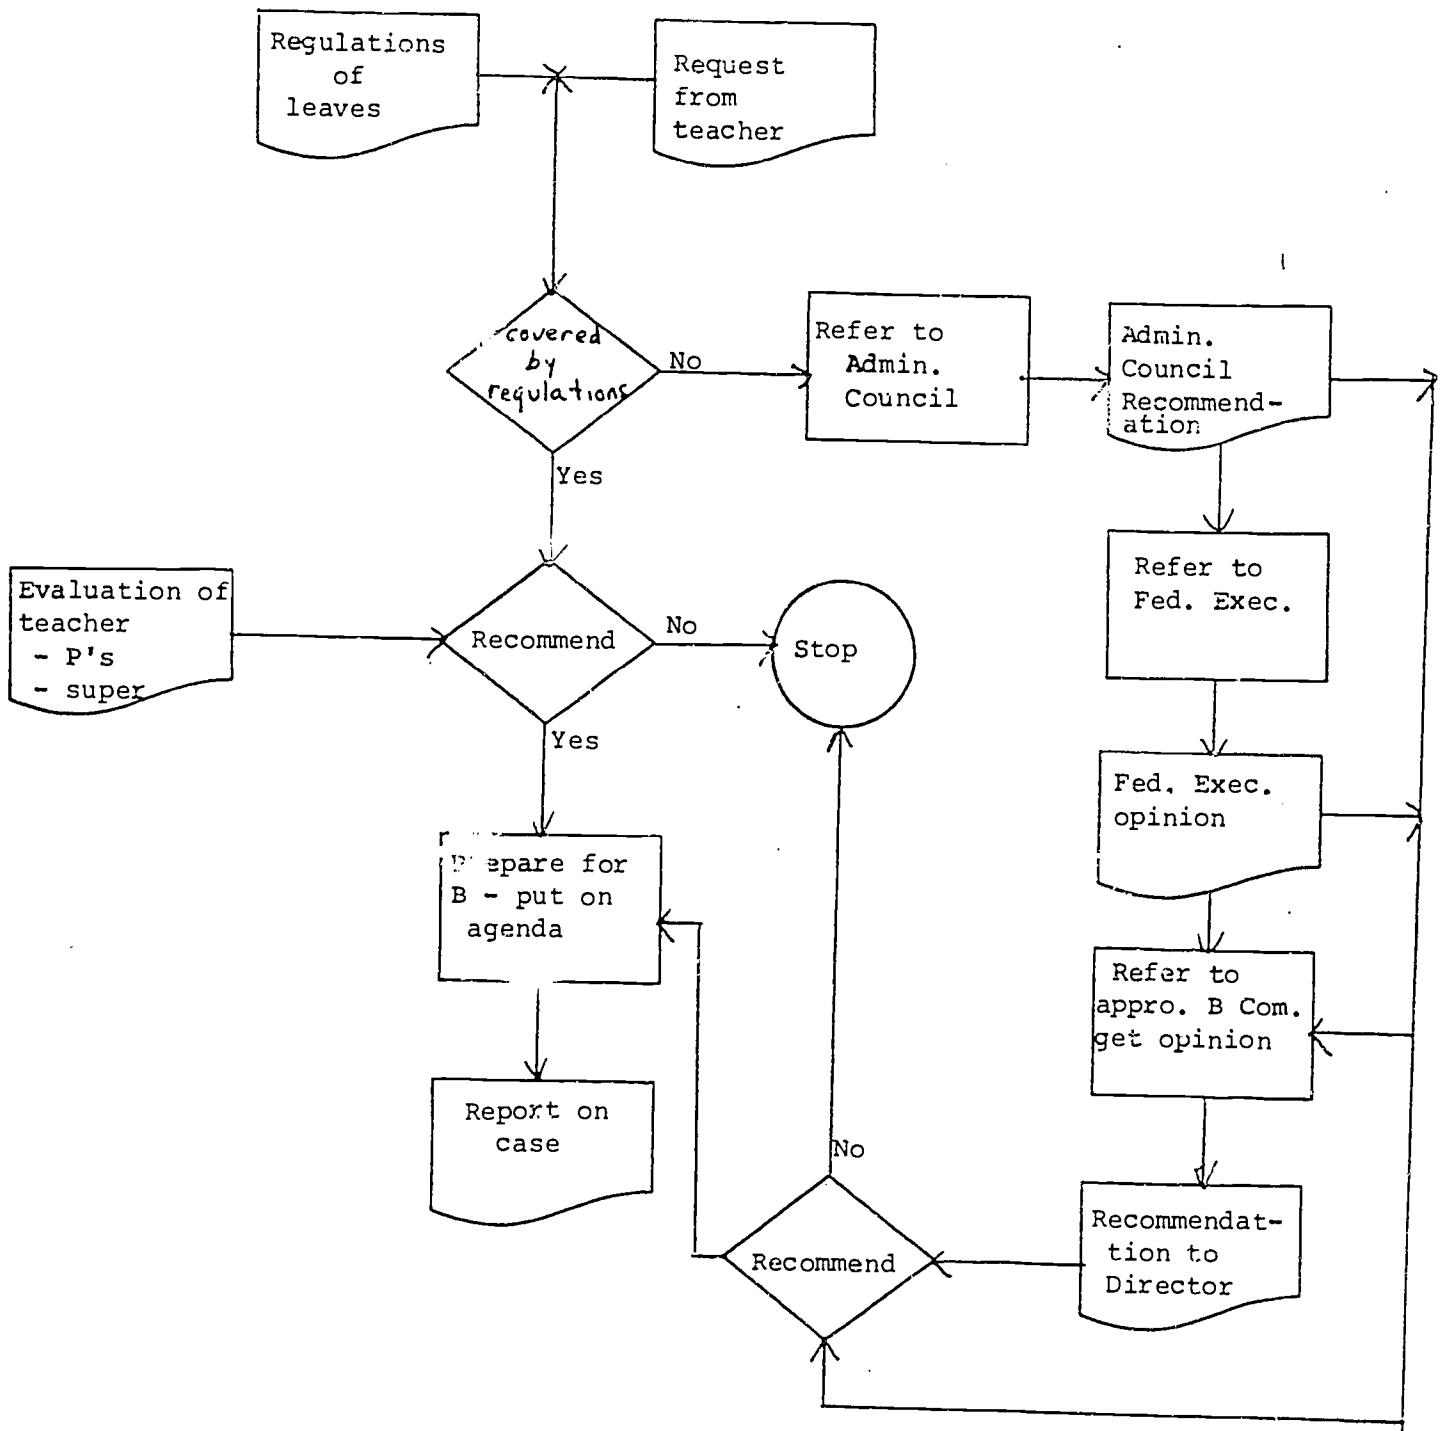 Regulations
of
leaves
Request
from
teacher
covered
by
regulations
No
Refer to
Admin.
Council
Admin.
Council
Recommend-
ation
Yes
Refer to
Fed. Exec.
Evaluation of
teacher
- P's
- super
Recommend
No
Stop
Yes
Fed. Exec.
opinion
Prepare for
B - put on
agenda
Refer to
appro. B Com.
get opinion
Report on
case
No
Recommend
Recommendat-
tion to
Director